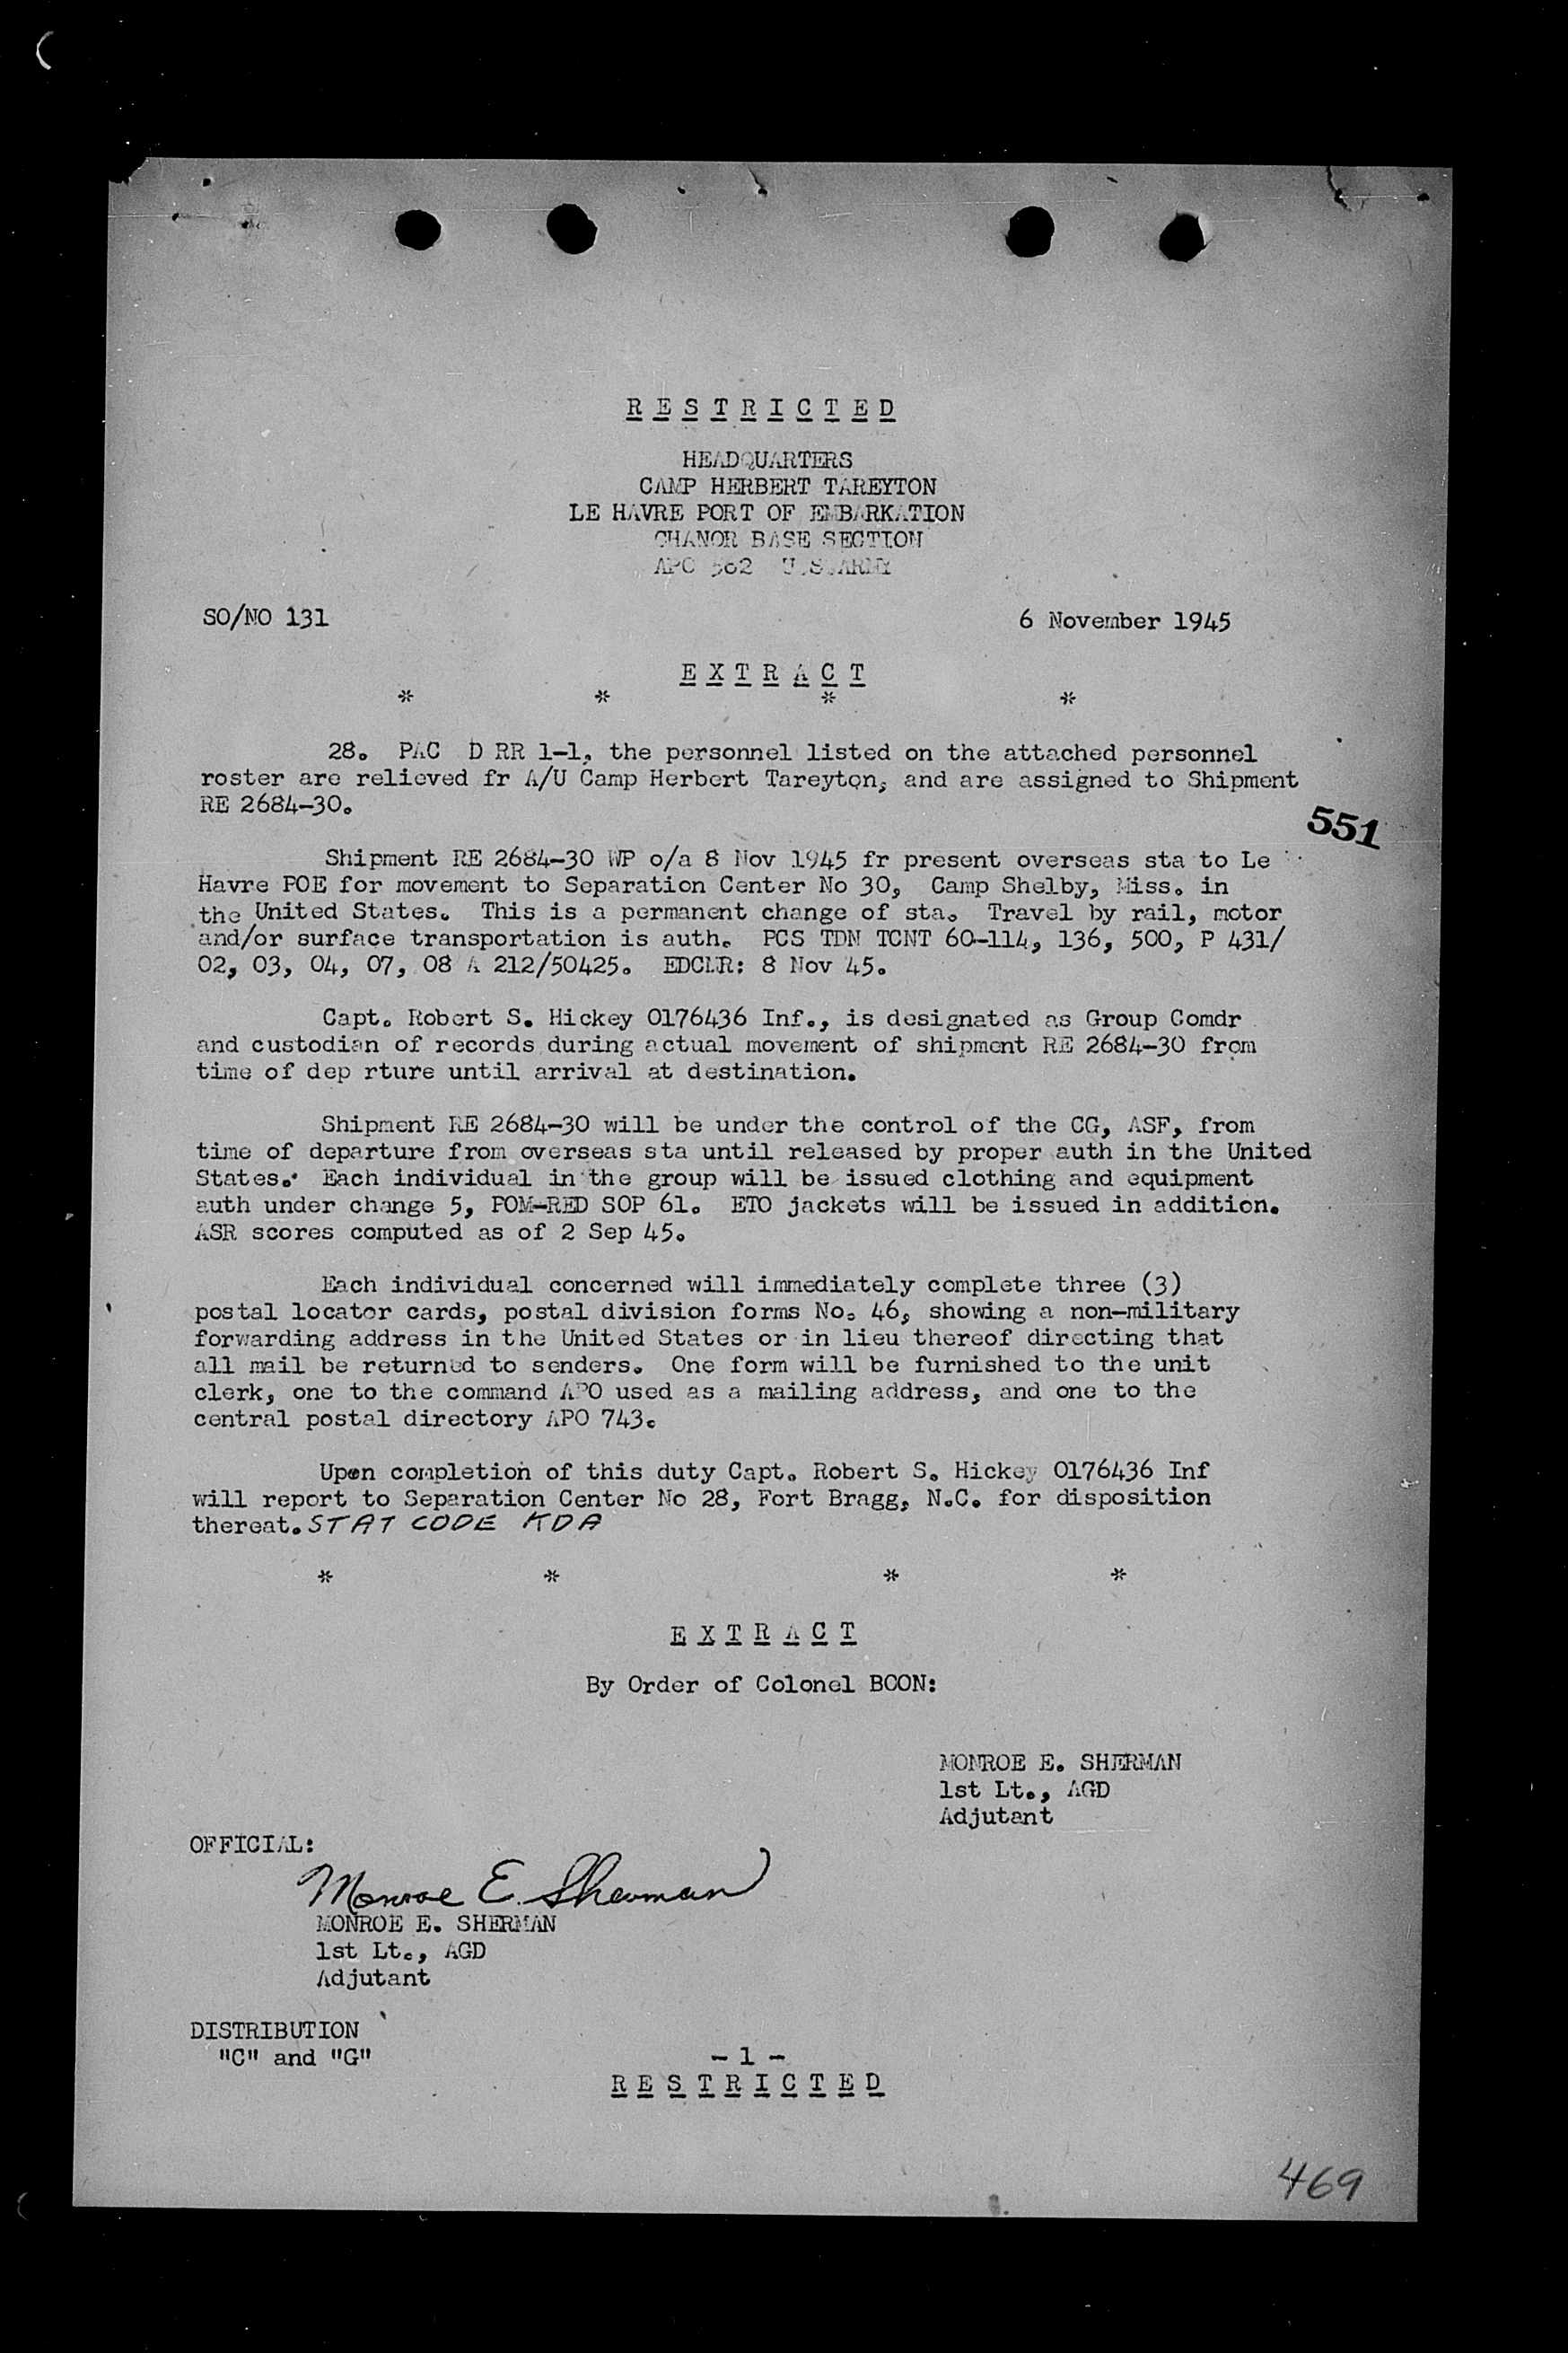 R E S T R I C T E D
HEADQUARTERS
CAMP HERBERT TAREYTON
LE HAVRE PORT OF EMBARKATION
CHANOR BASE SECTION
APO 562 U.S.ARMY
SO/NO 131 6 November 1945
E X T R A C T
* * * *
28. PAC D RR 1-1, the personnel listed on the attached personnel
roster are relieved fr A/U Camp Herbert Tareyton, and are assigned to Shipment
RE 2684-30.
551
Shipment RE 2684-30 WP o/a 8 Nov 1945 fr present overseas sta to Le
Havre POE for movement to Separation Center No 30, Camp Shelby, Miss. in
the United States. This is a permanent change of sta. Travel by rail, motor
and/or surface transportation is auth. PCS TDN TCNT 60-114, 136, 500, P 431/
02, 03, 04, 07, 08 A 212/50425. EDCLR: 8 Nov 45.
Capt. Robert S. Hickey O176436 Inf., is designated as Group Comdr
and custodian of records during actual movement of shipment RE 2684-30 from
time of dep rture until arrival at destination.
Shipment RE 2684-30 will be under the control of the CG, ASF, from
time of departure from overseas sta until released by proper auth in the United
States. Each individual in the group will be issued clothing and equipment
auth under change 5, POM-RED SOP 61. ETO jackets will be issued in addition.
ASR scores computed as of 2 Sep 45.
Each individual concerned will immediately complete three (3)
postal locator cards, postal division forms No. 46, showing a non-military
forwarding address in the United States or in lieu thereof directing that
all mail be returned to senders. One form will be furnished to the unit
clerk, one to the command APO used as a mailing address, and one to the
central postal directory APO 743.
Upon completion of this duty Capt. Robert S. Hickey O176436 Inf
will report to Separation Center No 28, Fort Bragg, N.C. for disposition
thereat. STAT CODE KDA
* * * *
E X T R A C T
By Order of Colonel BOON:
MONROE E. SHERMAN
1st Lt., AGD
Adjutant
OFFICIAL:
Monroe E. Sherman
MONROE E. SHERMAN
1st Lt., AGD
Adjutant
DISTRIBUTION
"C" and "G"
- 1 -
R E S T R I C T E D
469